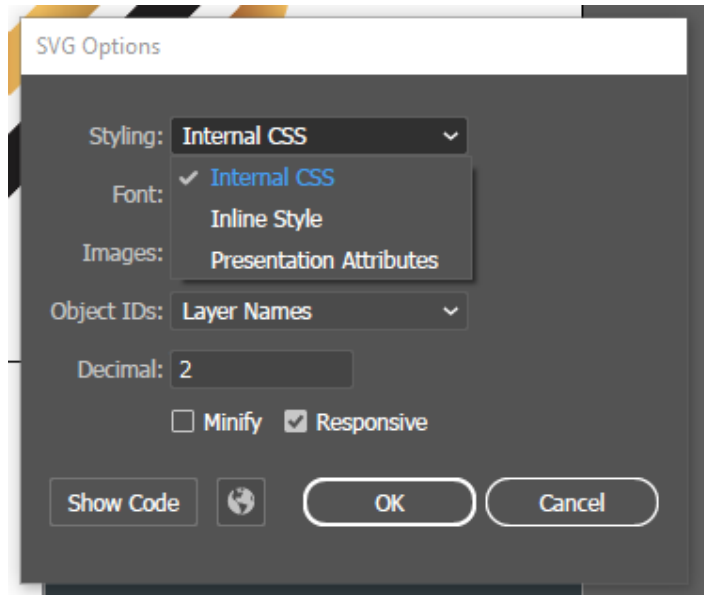 SVG Options
Styling: Internal CSS
Internal CSS
Font:
Inline Style
Images:
Presentation Attributes
Object IDs: Layer Names
Decimal: 2
Minify Responsive
Show Code OK Cancel